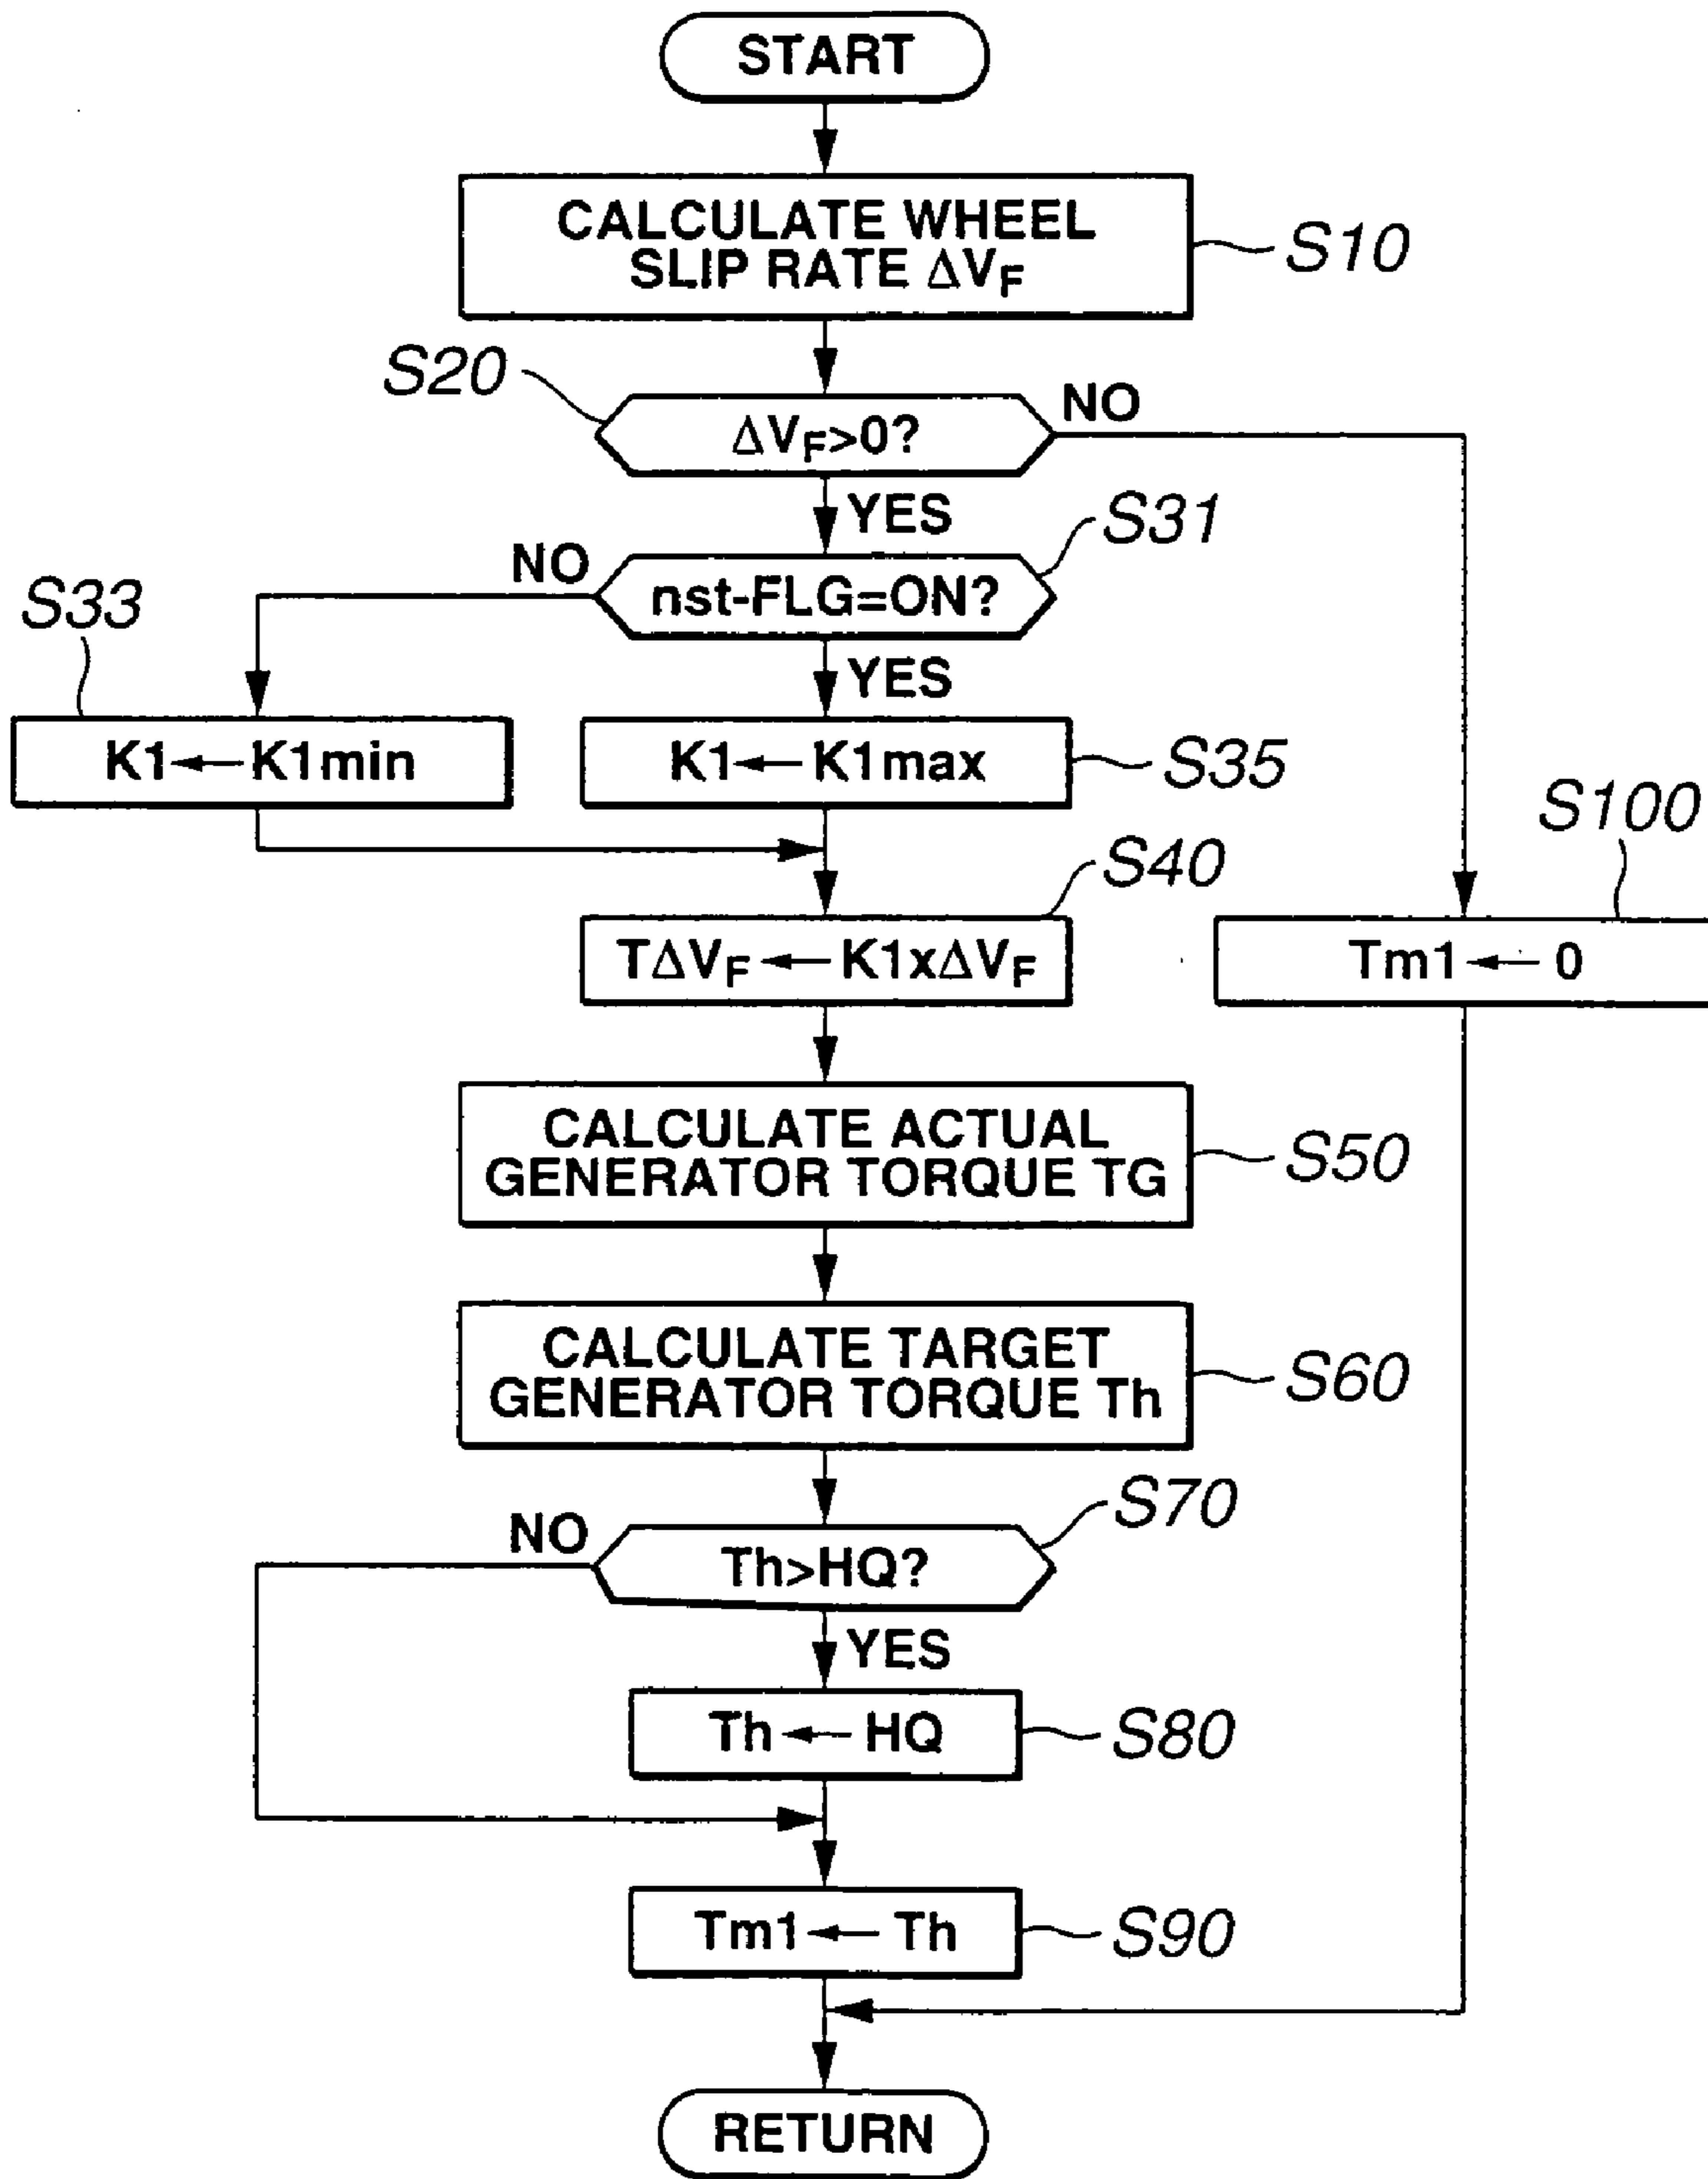 START
CALCULATE WHEEL
SLIP RATE ΔVF
S10
S20
ΔVF>0?
NO
YES
S31
NO
nst-FLG=ON?
S33
YES
K1←K1min
K1←K1max
S35
S100
S40
TΔVF←K1xΔVF
Tm1←0
CALCULATE ACTUAL
GENERATOR TORQUE TG
S50
CALCULATE TARGET
GENERATOR TORQUE Th
S60
S70
NO
Th>HQ?
YES
Th←HQ
S80
Tm1←Th
S90
RETURN